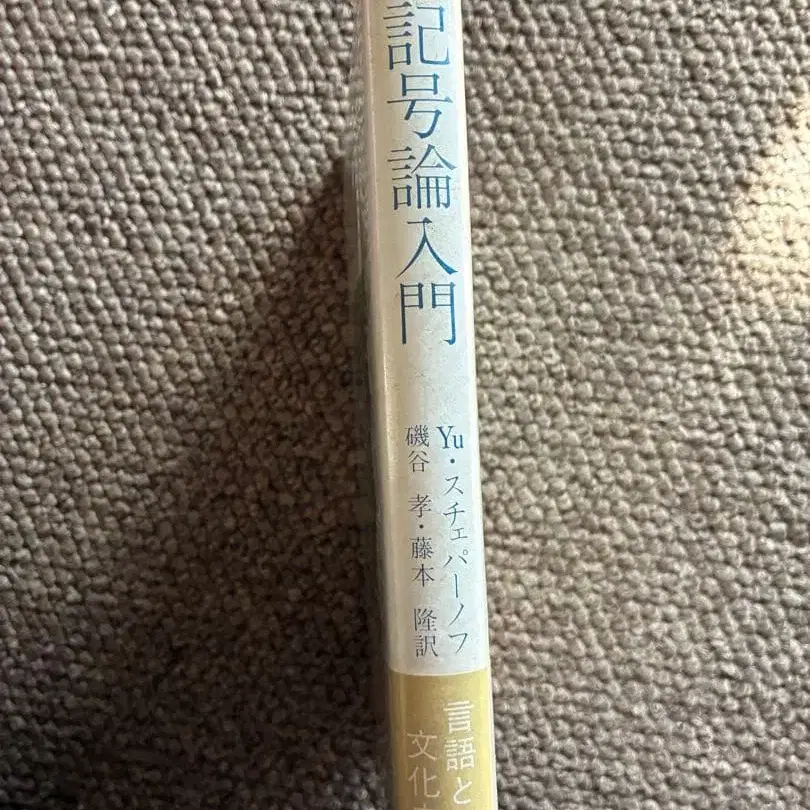 記号論入門
Yu・スチェパーノフ
磯谷 孝・藤本 隆訳
言語と
文化